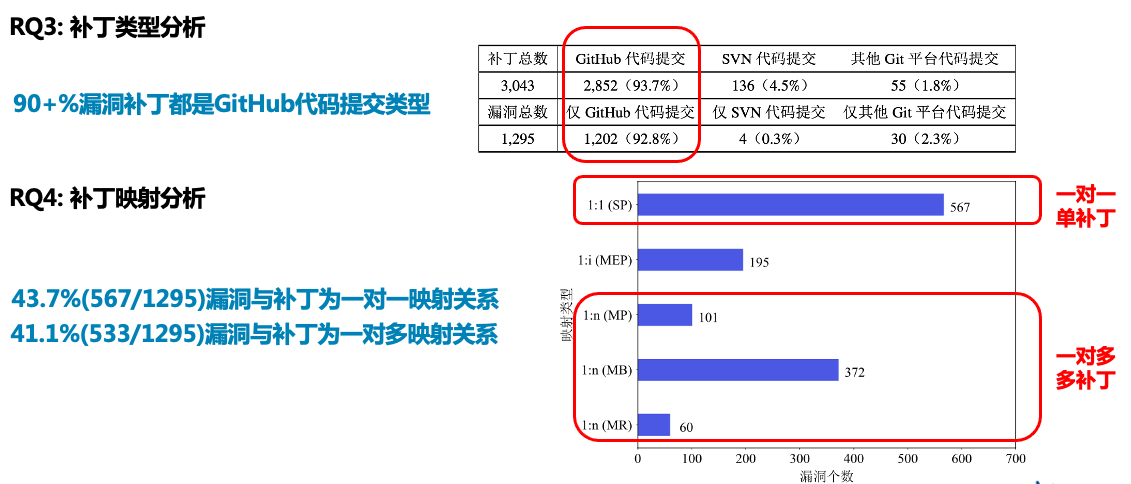 RQ3: 补丁类型分析
90+%漏洞补丁都是GitHub代码提交类型
补丁总数 GitHub 代码提交 SVN 代码提交 其他 Git 平台代码提交
3,043 2,852（93.7%） 136（4.5%） 55（1.8%）
漏洞总数 仅 GitHub 代码提交 仅 SVN 代码提交 仅其他 Git 平台代码提交
1,295 1,202（92.8%） 4（0.3%） 30（2.3%）
RQ4: 补丁映射分析
43.7%(567/1295)漏洞与补丁为一对一映射关系
41.1%(533/1295)漏洞与补丁为一对多映射关系
映射类型
1:1 (SP) 567
1:i (MEP) 195
1:n (MP) 101
1:n (MB) 372
1:n (MR) 60
0 100 200 300 400 500 600 700
漏洞个数
一对一
单补丁
一对多
多补丁